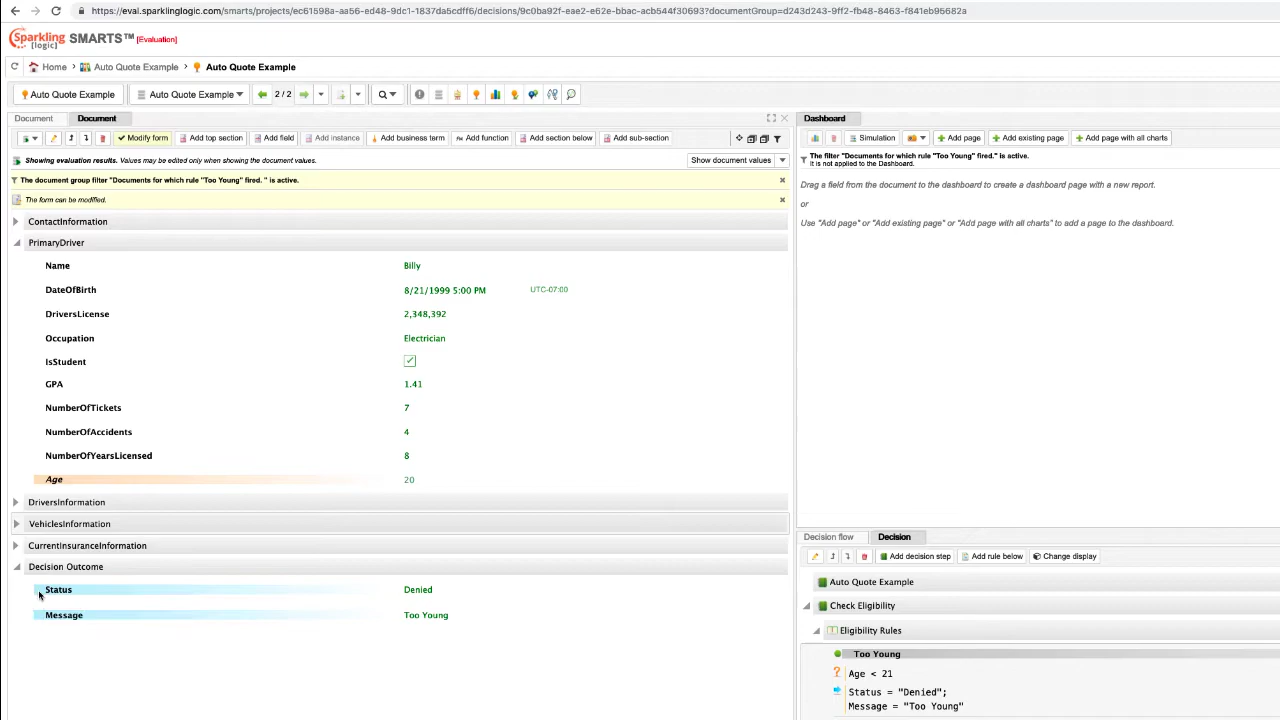 https://eval.sparklinglogic.com/smarts/projects/ec61598a-aa56-ed48-9dc1-1837da5cdff6/decisions/9c0ba92f-eae2-e62e-bbac-acb544f30693?documentGroup=d243d243-9ff2-fb48-8463-f841eb95682a
Sparkling [logic] SMARTS™ [Evaluation]
Home > Auto Quote Example > Auto Quote Example
Auto Quote Example Auto Quote Example 2/2
Document Document
Modify form Add top section Add field Add instance Add business term Add function Add section below Add sub-section
Showing evaluation results. Values may be edited only when showing the document values. Show document values
The document group filter "Documents for which rule "Too Young" fired. " is active.
The form can be modified.
ContactInformation
PrimaryDriver
Name Billy
DateOfBirth 8/21/1999 5:00 PM UTC-07:00
DriversLicense 2,348,392
Occupation Electrician
IsStudent
GPA 1.41
NumberOfTickets 7
NumberOfAccidents 4
NumberOfYearsLicensed 8
Age 20
DriversInformation
VehiclesInformation
CurrentInsuranceInformation
Decision Outcome
Status Denied
Message Too Young
Dashboard
Simulation Add page Add existing page Add page with all charts
The filter "Documents for which rule "Too Young" fired." is active.
It is not applied to the Dashboard.
Drag a field from the document to the dashboard to create a dashboard page with a new report.
or
Use "Add page" or "Add existing page" or "Add page with all charts" to add a page to the dashboard.
Decision flow Decision
Add decision step Add rule below Change display
Auto Quote Example
Check Eligibility
Eligibility Rules
Too Young
Age < 21
Status = "Denied";
Message = "Too Young"